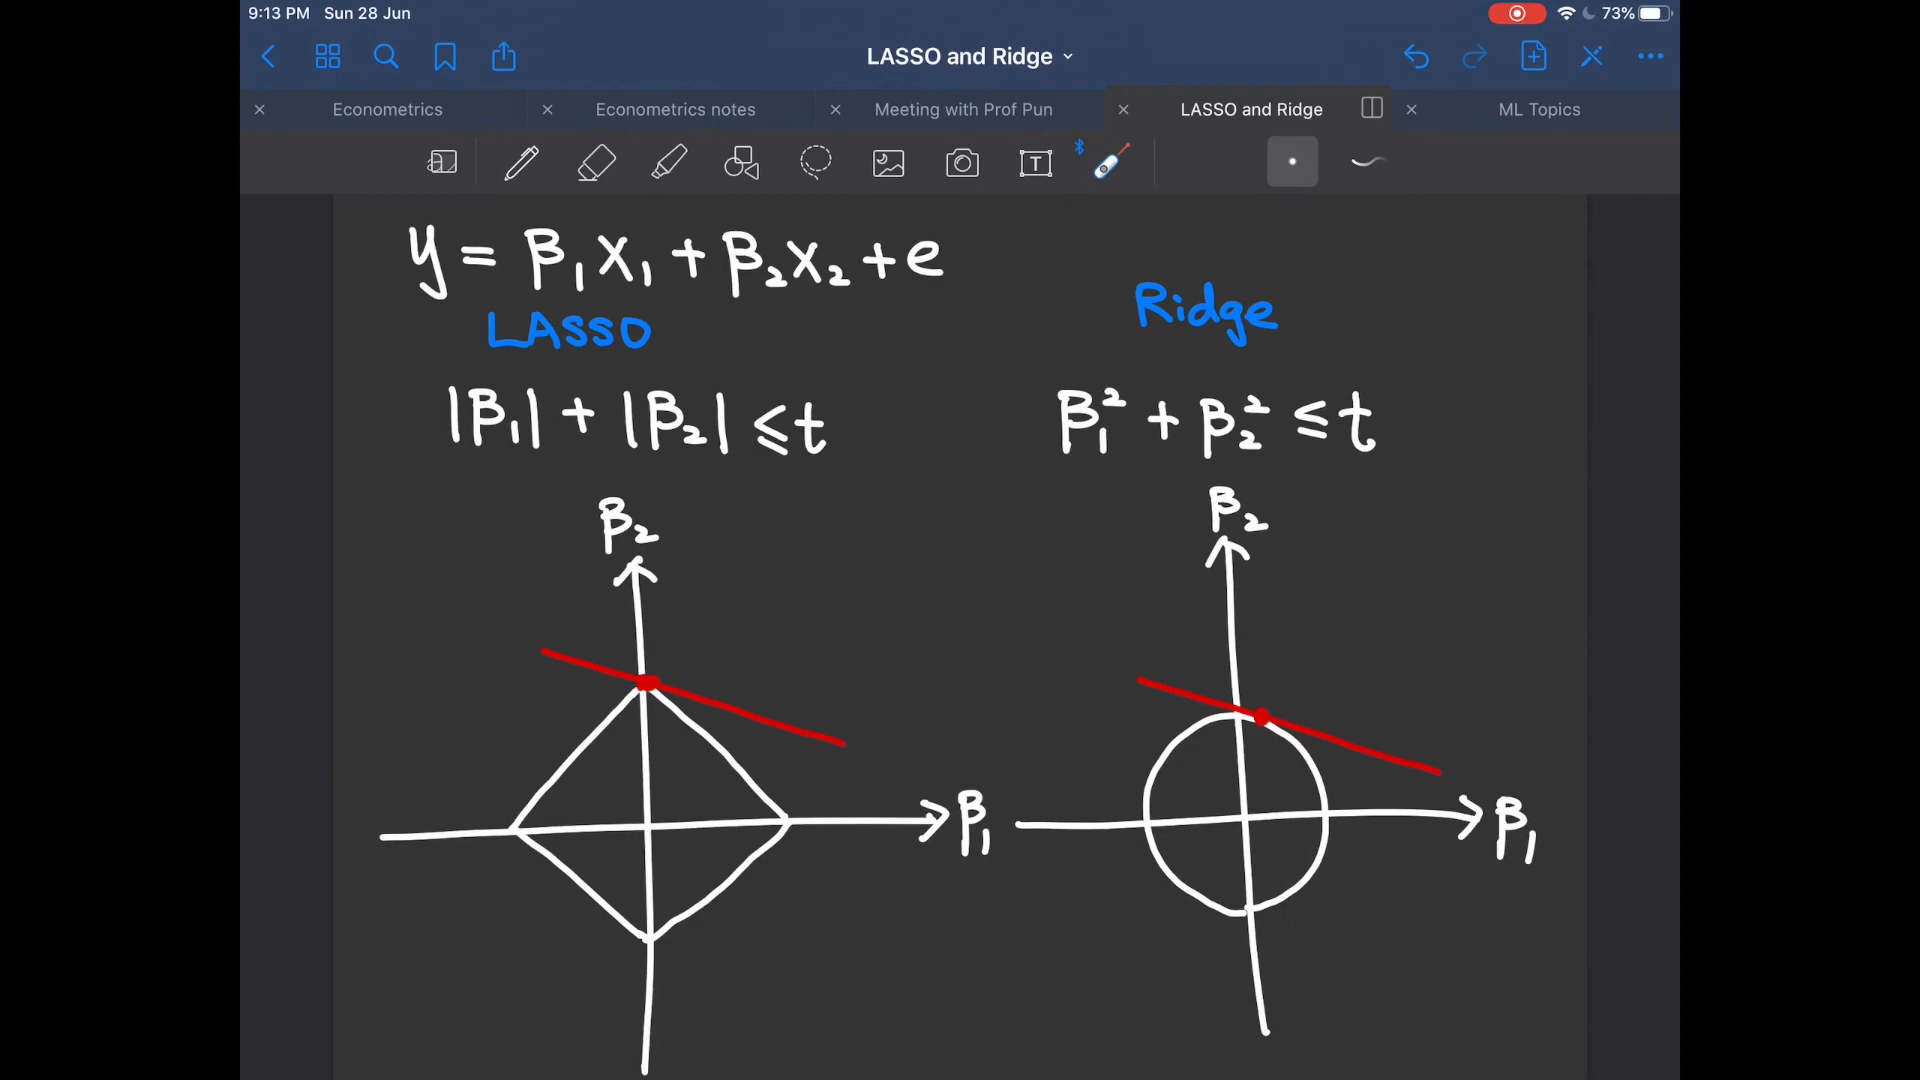 9:13 PM Sun 28 Jun 73%
LASSO and Ridge
Econometrics Econometrics notes Meeting with Prof Pun LASSO and Ridge ML Topics
T
y = β₁x₁ + β₂x₂ + e
LASSO Ridge
|β₁| + |β₂| ⩽ t β₁² + β₂² ≤ t
β₂ β₂
β₁ β₁